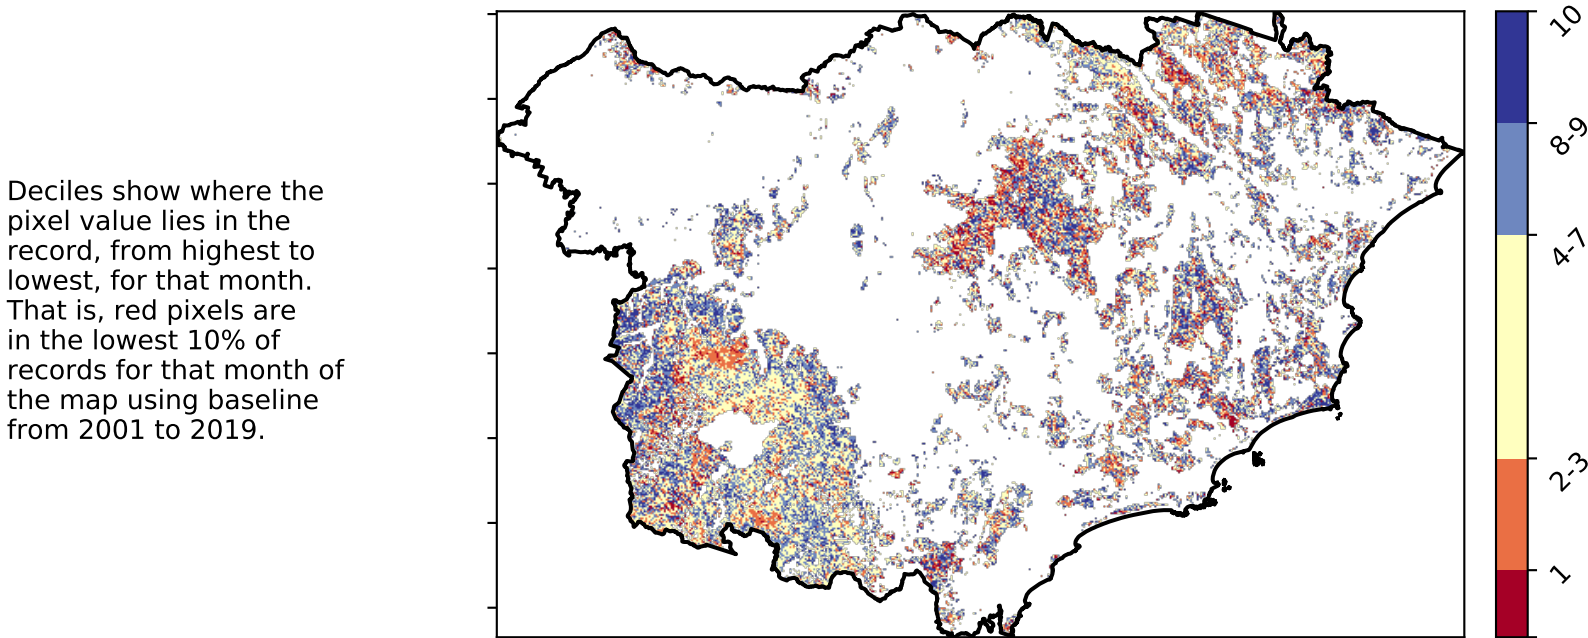 Deciles show where the
pixel value lies in the
record, from highest to
lowest, for that month.
That is, red pixels are
in the lowest 10% of
records for that month of
the map using baseline
from 2001 to 2019.
10
8-9
4-7
2-3
1